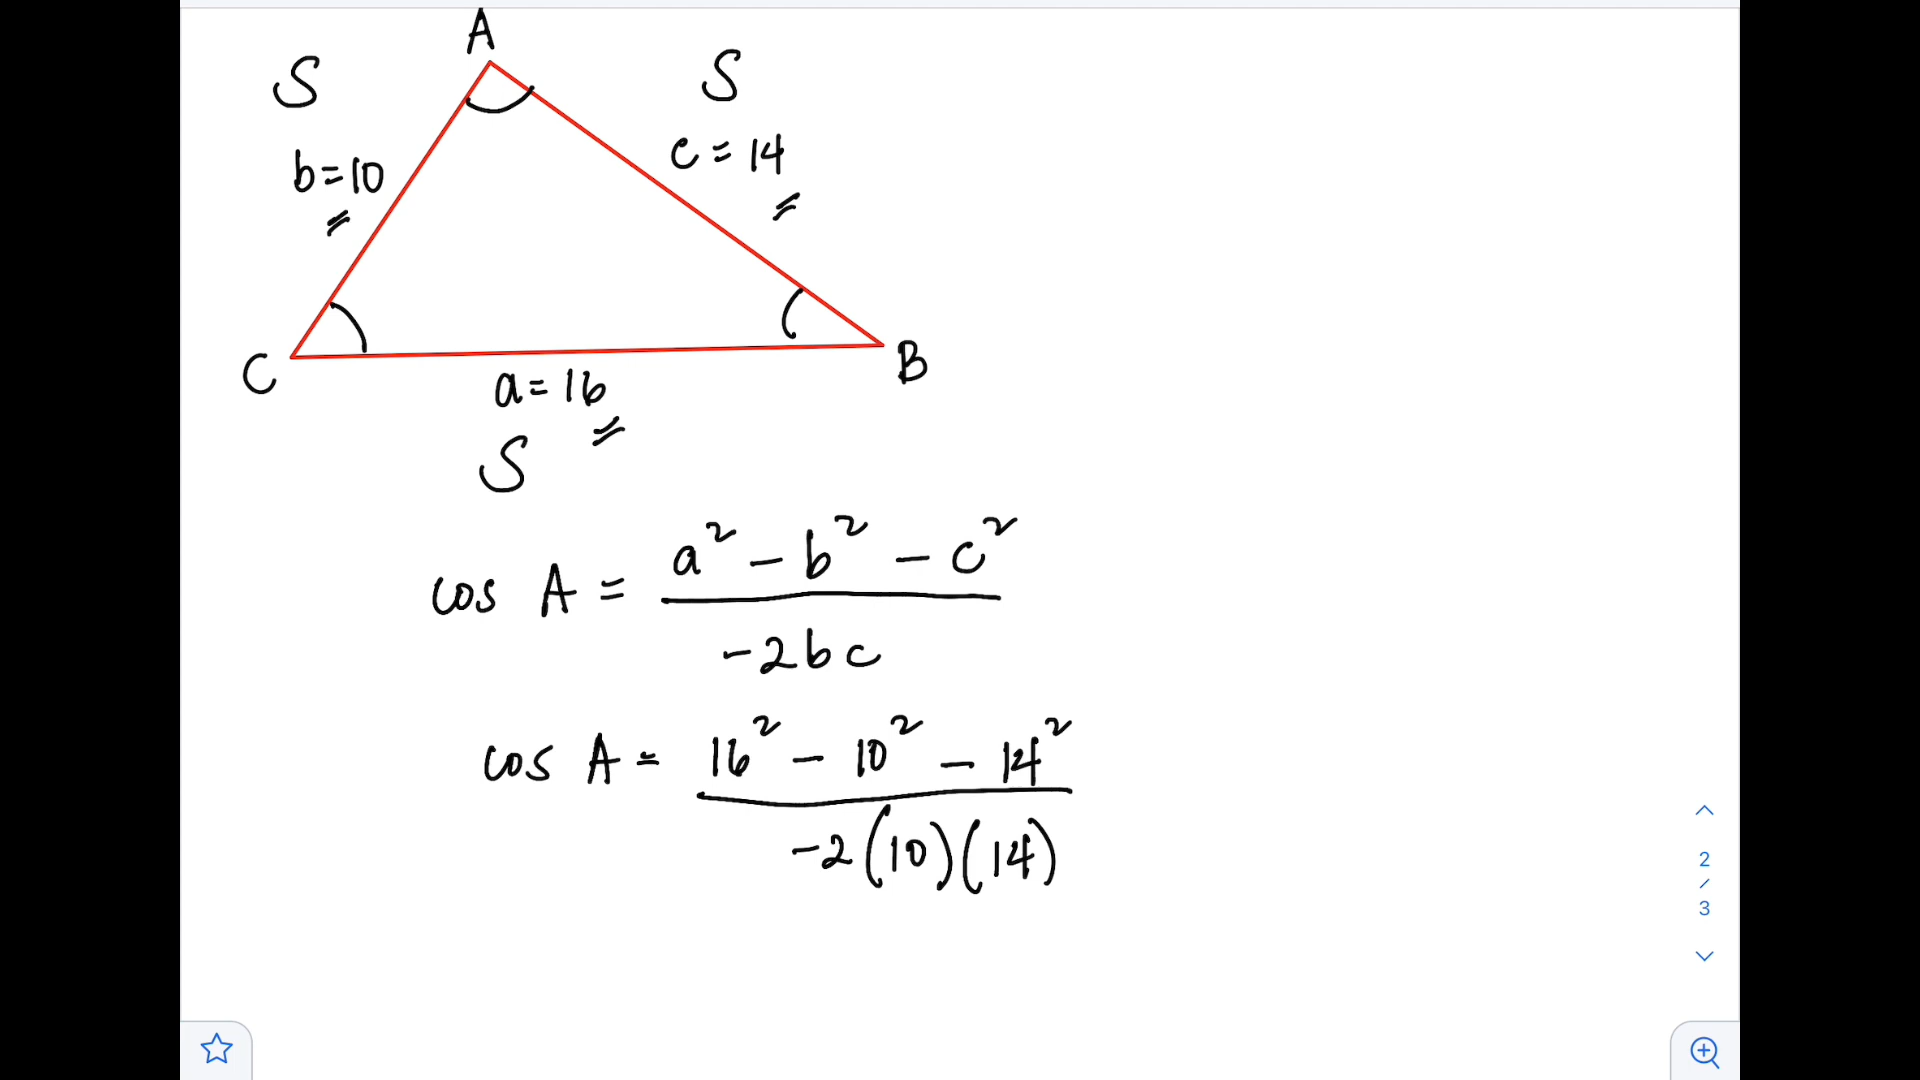 A
S
S
b=10
c = 14
C
B
a = 16
S
cos A = a² - b² - c² / -2bc
cos A = 16² - 10² - 14² / -2(10)(14)
2
/
3